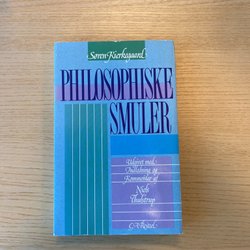 Søren Kierkegaard
PHILOSOPHISKE
SMULER
Udgivet med
Indledning og
Kommentar af
Niels
Thulstrup
C.A. Reitzel